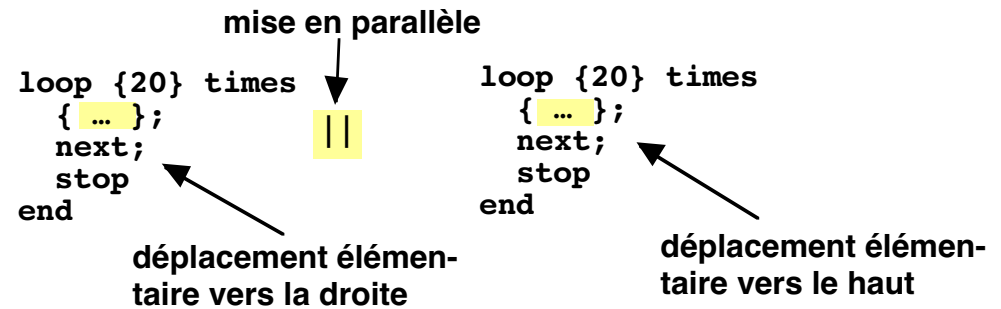 mise en parallèle
loop {20} times
{ … };
next;
stop
end
||
loop {20} times
{ … };
next;
stop
end
déplacement élémen-
taire vers la droite
déplacement élémen-
taire vers le haut